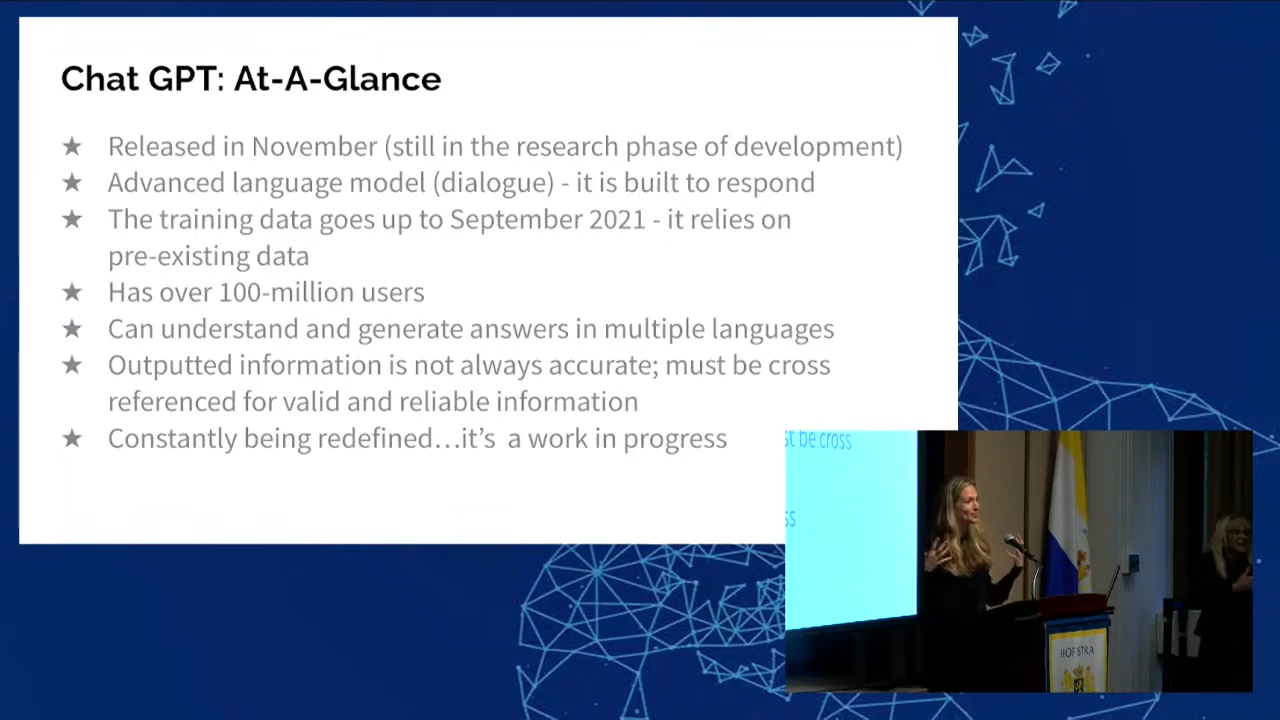 Chat GPT: At-A-Glance
★ Released in November (still in the research phase of development)
★ Advanced language model (dialogue) - it is built to respond
★ The training data goes up to September 2021 - it relies on
pre-existing data
★ Has over 100-million users
★ Can understand and generate answers in multiple languages
★ Outputted information is not always accurate; must be cross
referenced for valid and reliable information
★ Constantly being redefined…it’s  a work in progress
st be cross
ss
HOFSTRA